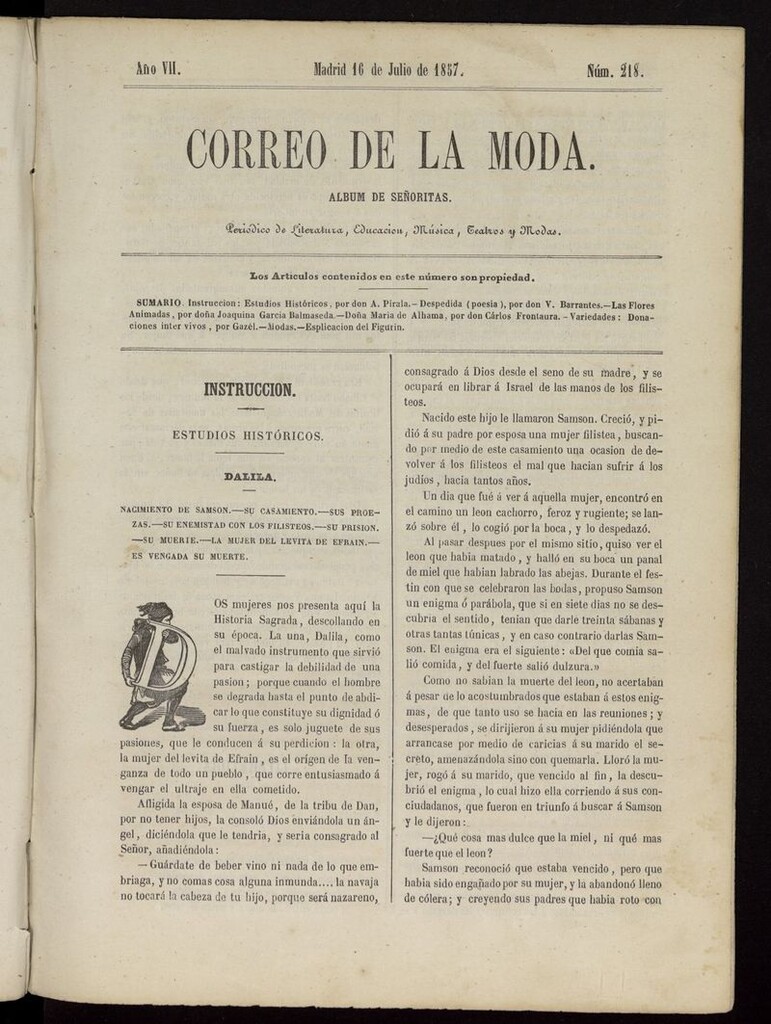 Año VII. Madrid 16 de Julio de 1857. Núm. 218.
CORREO DE LA MODA.
ALBUM DE SEÑORITAS.
Periódico de Literatura, Educacion, Música, Teatros y Modas.
Los Artículos contenidos en este número son propiedad.
SUMARIO. Instruccion: Estudios Históricos, por don A. Pirala.—Despedida (poesía), por don V. Barrantes.—Las Flores
Animadas, por doña Joaquina García Balmaseda.—Doña Maria de Alhama, por don Cárlos Frontaura.—Variedades: Dona-
ciones inter vivos, por Gazél.—Modas.—Esplicacion del Figurin.
INSTRUCCION.
ESTUDIOS HISTÓRICOS.
DALILA.
NACIMIENTO DE SAMSON.—SU CASAMIENTO.—SUS PROE-
ZAS.—SU ENEMISTAD CON LOS FILISTEOS.—SU PRISION.
—SU MUERTE.—LA MUJER DEL LEVITA DE EFRAIN.—
ES VENGADA SU MUERTE.
DOS mujeres nos presenta aquí la
Historia Sagrada, descollando en
su época. La una, Dalila, como
el malvado instrumento que sirvió
para castigar la debilidad de una
pasion; porque cuando el hombre
se degrada hasta el punto de abdi-
car lo que constituye su dignidad ó
su fuerza, es solo juguete de sus
pasiones, que le conducen á su perdicion: la otra,
la mujer del levita de Efrain, es el orígen de la ven-
ganza de todo un pueblo, que corre entusiasmado á
vengar el ultraje en ella cometido.
Afligida la esposa de Manué, de la tribu de Dan,
por no tener hijos, la consoló Dios enviándola un án-
gel, diciéndola que le tendria, y seria consagrado al
Señor, añadiéndola:
—Guárdate de beber vino ni nada de lo que em-
briaga, y no comas cosa alguna inmunda...., la navaja
no tocará la cabeza de tu hijo, porque será nazareno,
consagrado á Dios desde el seno de su madre, y se
ocupará en librar á Israel de las manos de los filis-
teos.
Nacido este hijo le llamaron Samson. Creció, y pi-
dió á su padre por esposa una mujer filistea, buscan-
do por medio de este casamiento una ocasion de de-
volver á los filisteos el mal que hacian sufrir á los
judíos, hacia tantos años.
Un dia que fué á ver á aquella mujer, encontró en
el camino un leon cachorro, feroz y rugiente; se lan-
zó sobre él, lo cogió por la boca, y lo despedazó.
Al pasar despues por el mismo sitio, quiso ver el
leon que habia matado, y halló en su boca un panal
de miel que habian labrado las abejas. Durante el fes-
tin con que se celebraron las bodas, propuso Samson
un enigma ó parábola, que si en siete dias no se des-
cubria el sentido, tenian que darle treinta sábanas y
otras tantas túnicas, y en caso contrario darlas Sam-
son. El enigma era el siguiente: «Del que comia sa-
lió comida, y del fuerte salió dulzura.»
Como no sabian la muerte del leon, no acertaban
á pesar de lo acostumbrados que estaban á estos enig-
mas, de que tanto uso se hacia en las reuniones; y
desesperados, se dirijieron á su mujer pidiéndola que
arrancase por medio de caricias á su marido el se-
creto, amenazándola sino con quemarla. Lloró la mu-
jer, rogó á su marido, que vencido al fin, la descu-
brió el enigma, lo cual hizo ella corriendo á sus con-
ciudadanos, que fueron en triunfo á buscar á Samson
y le dijeron:
—¿Qué cosa mas dulce que la miel, ni qué mas
fuerte que el leon?
Samson reconoció que estaba vencido, pero que
habia sido engañado por su mujer, y la abandonó lleno
de cólera; y creyendo sus padres que habia roto con